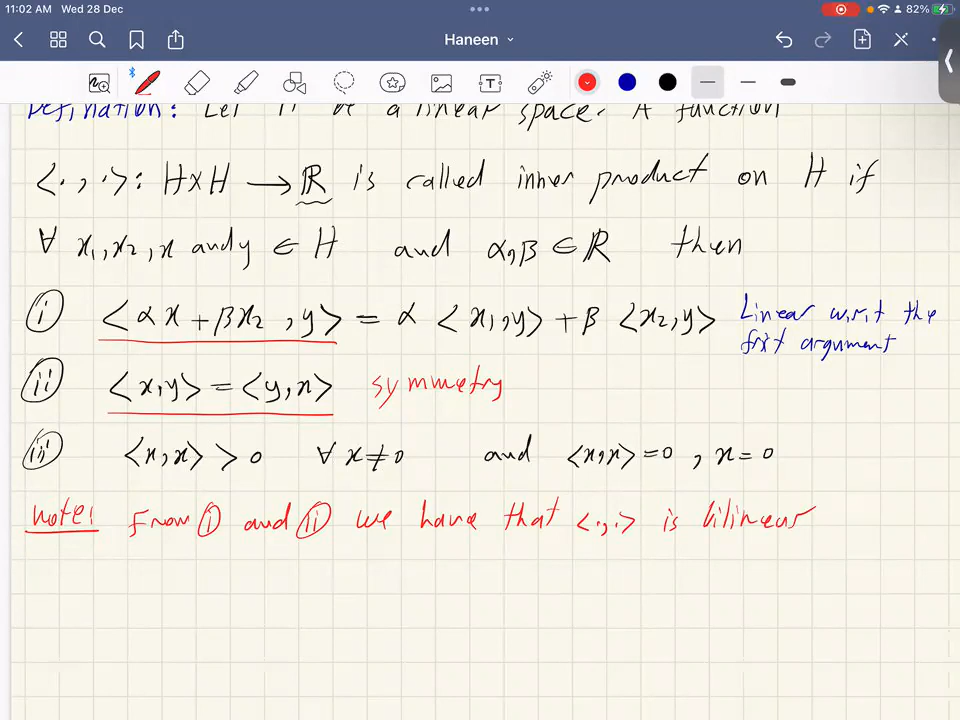 11:02 AM Wed 28 Dec
82%
Haneen
Defination: Let H be a linear space. A function
<·,·>: H×H → ℝ is called inner product on H if
∀ x₁,x₂,x and y ∈ H and α,β ∈ ℝ then
(i) <αx + βx₂,y> = α <x₁,y> + β <x₂,y> Linear w.r.t the
frist argument
(ii) <x,y> = <y,x> symmetry
(iii) <x,x> > 0 ∀ x≠0 and <x,x> = 0, x = 0
note: From (i) and (ii) we have that <·,·> is bilinear